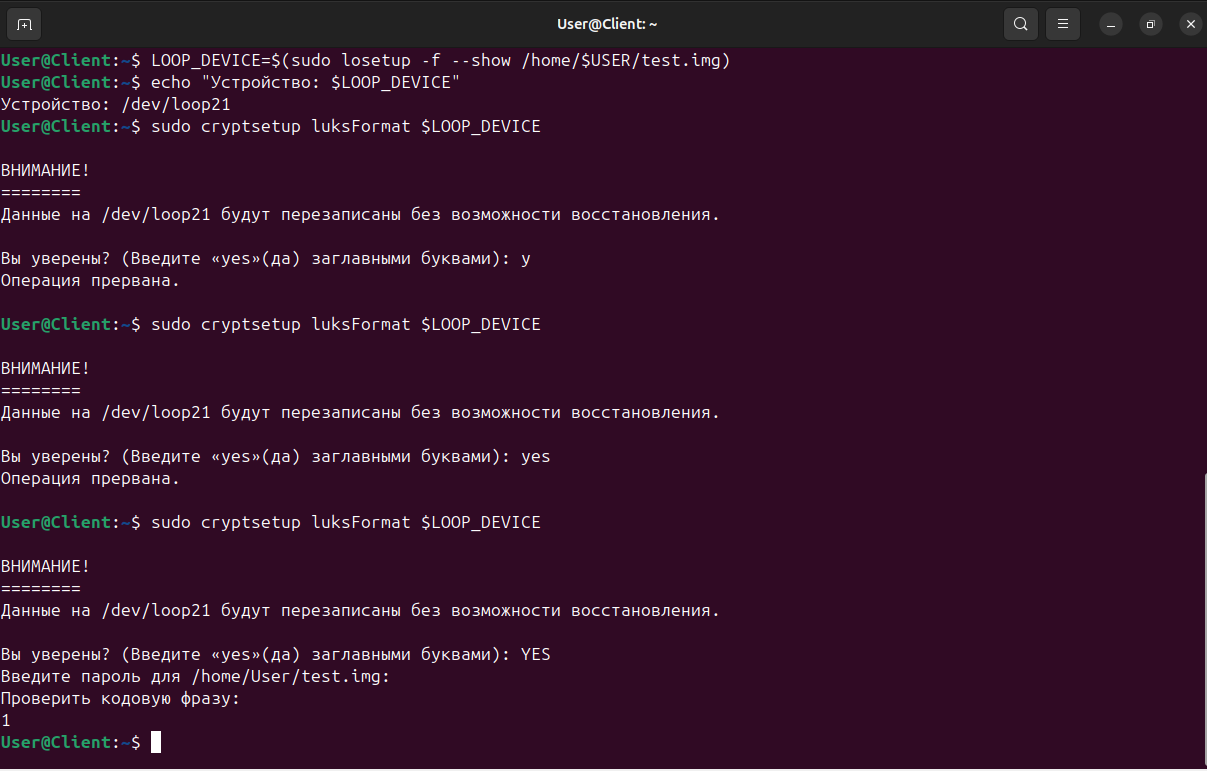 User@Client: ~
User@Client:~$ LOOP_DEVICE=$(sudo losetup -f --show /home/$USER/test.img)
User@Client:~$ echo "Устройство: $LOOP_DEVICE"
Устройство: /dev/loop21
User@Client:~$ sudo cryptsetup luksFormat $LOOP_DEVICE
ВНИМАНИЕ!
========
Данные на /dev/loop21 будут перезаписаны без возможности восстановления.
Вы уверены? (Введите «yes»(да) заглавными буквами): y
Операция прервана.
User@Client:~$ sudo cryptsetup luksFormat $LOOP_DEVICE
ВНИМАНИЕ!
========
Данные на /dev/loop21 будут перезаписаны без возможности восстановления.
Вы уверены? (Введите «yes»(да) заглавными буквами): yes
Операция прервана.
User@Client:~$ sudo cryptsetup luksFormat $LOOP_DEVICE
ВНИМАНИЕ!
========
Данные на /dev/loop21 будут перезаписаны без возможности восстановления.
Вы уверены? (Введите «yes»(да) заглавными буквами): YES
Введите пароль для /home/User/test.img:
Проверить кодовую фразу:
1
User@Client:~$